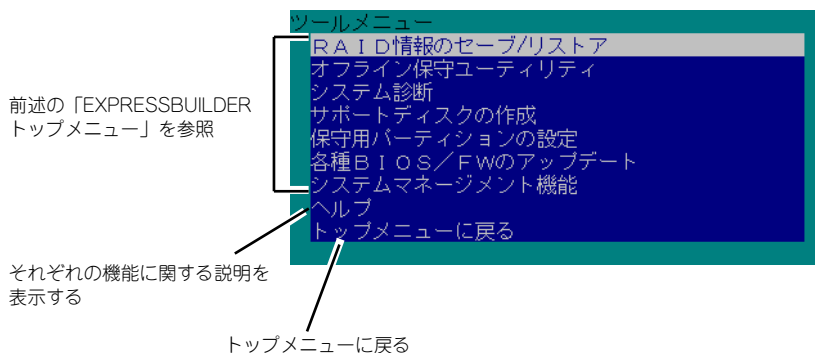 ツールメニュー
ＲＡＩＤ情報のセーブ/リストア
オフライン保守ユーティリティ
システム診断
サポートディスクの作成
保守用パーティションの設定
各種ＢＩＯＳ／ＦＷのアップデート
システムマネージメント機能
ヘルプ
トップメニューに戻る
前述の「EXPRESSBUILDER
トップメニュー」を参照
それぞれの機能に関する説明を
表示する
トップメニューに戻る